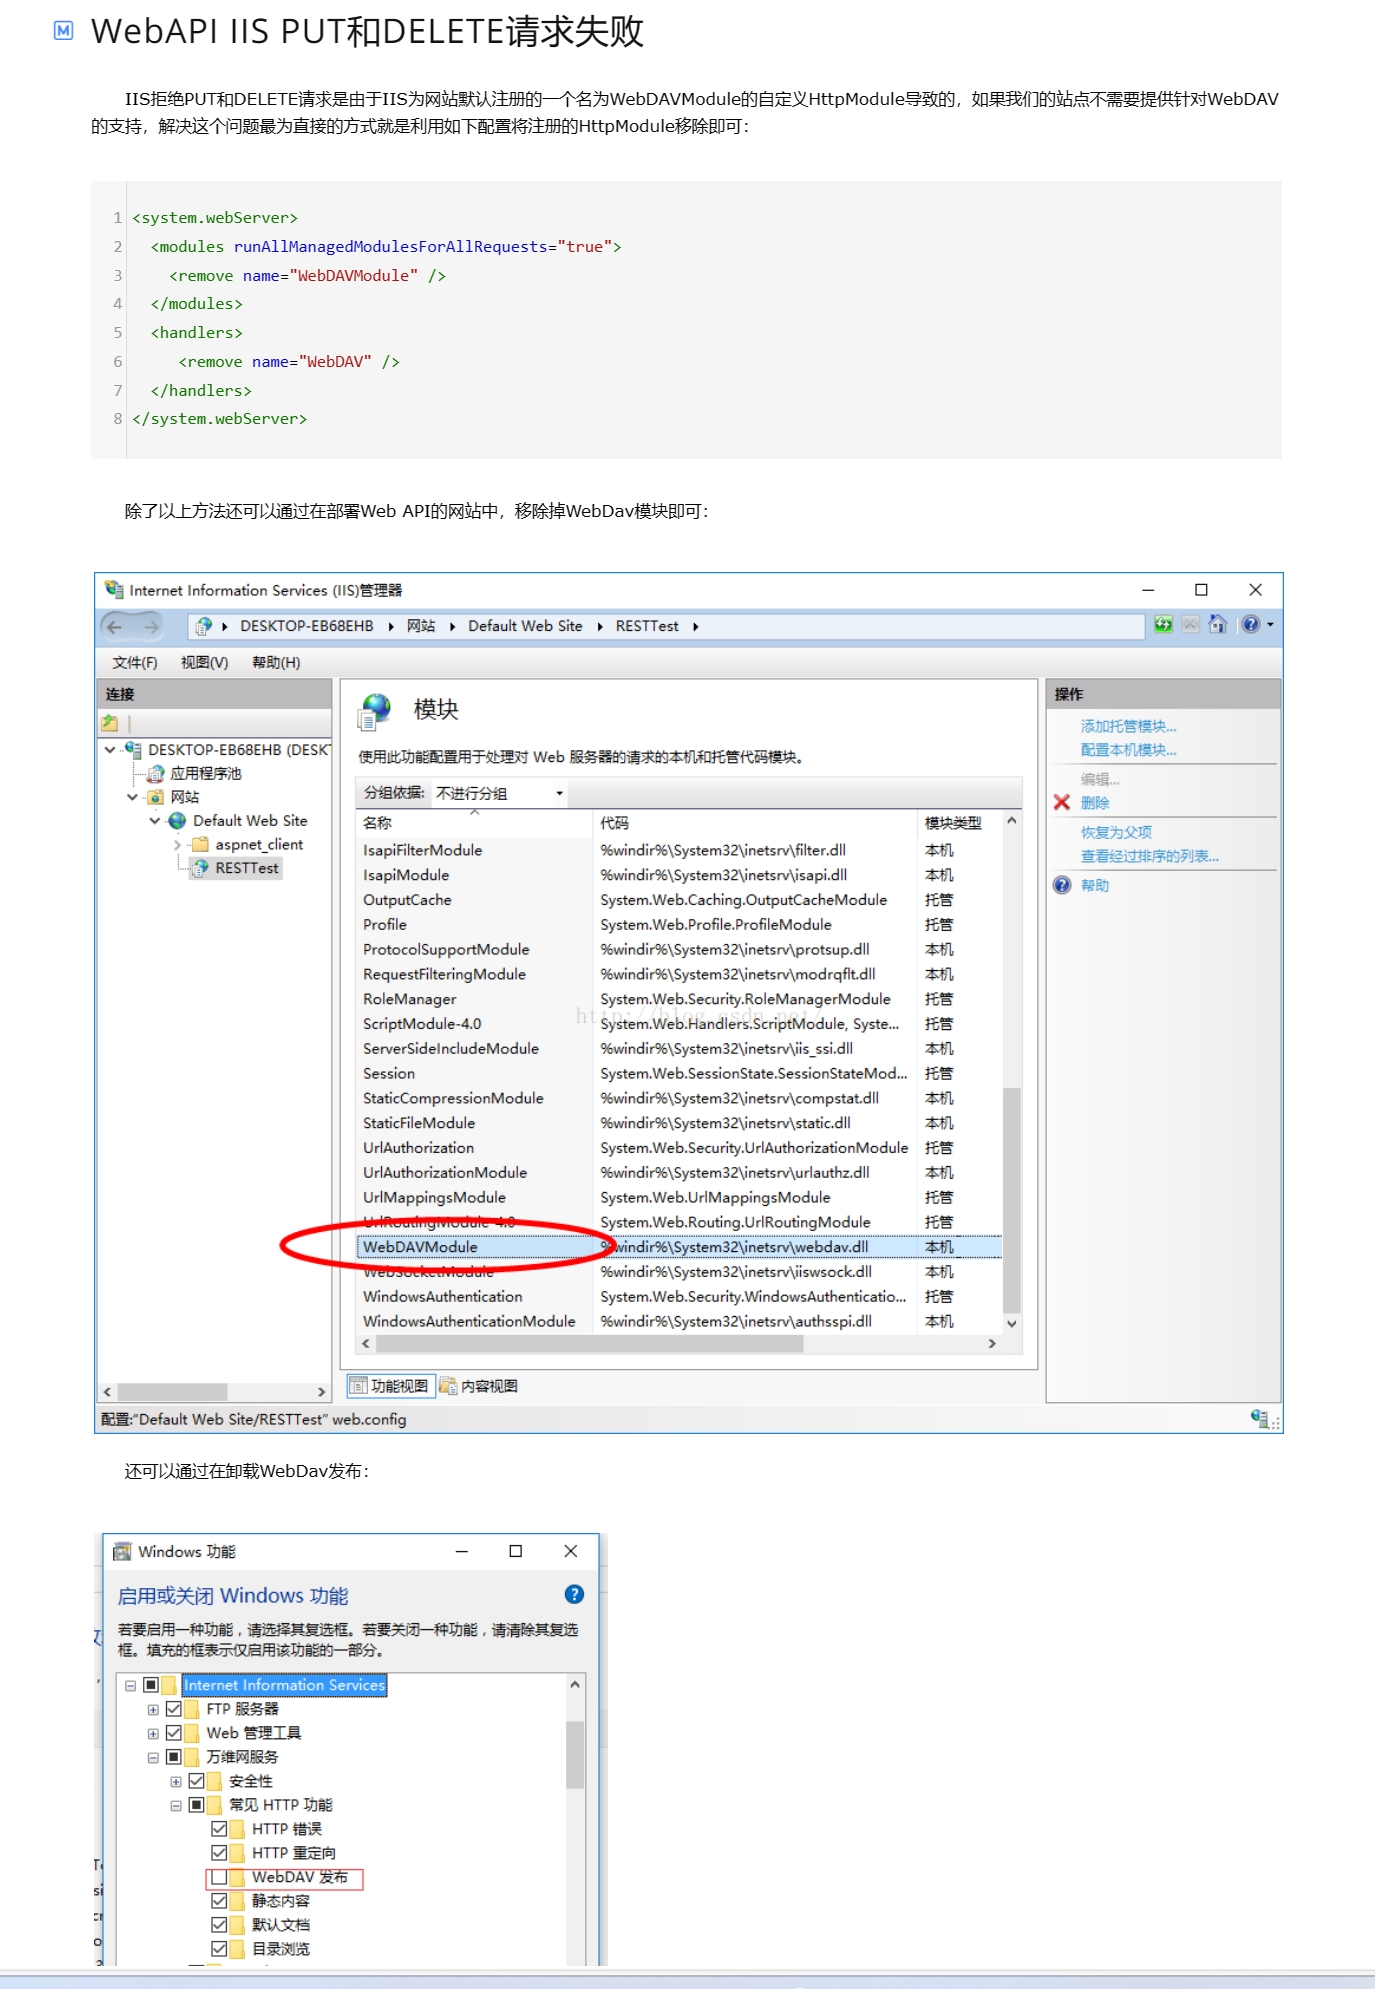 WebAPI IIS PUT和DELETE请求失败
IIS拒绝PUT和DELETE请求是由于IIS为网站默认注册的一个名为WebDAVModule的自定义HttpModule导致的，如果我们的站点不需要提供针对WebDAV
的支持，解决这个问题最为直接的方式就是利用如下配置将注册的HttpModule移除即可：
1 <system.webServer>
2   <modules runAllManagedModulesForAllRequests="true">
3     <remove name="WebDAVModule" />
4   </modules>
5   <handlers>
6      <remove name="WebDAV" />
7   </handlers>
8 </system.webServer>
除了以上方法还可以通过在部署Web API的网站中，移除掉WebDav模块即可：
Internet Information Services (IIS)管理器
DESKTOP-EB68EHB 网站 Default Web Site RESTTest
文件(F) 视图(V) 帮助(H)
连接
DESKTOP-EB68EHB (DESKT
应用程序池
网站
Default Web Site
aspnet_client
RESTTest
模块
使用此功能配置用于处理对 Web 服务器的请求的本机和托管代码模块。
分组依据: 不进行分组
名称 代码 模块类型
IsapiFilterModule %windir%\System32\inetsrv\filter.dll 本机
IsapiModule %windir%\System32\inetsrv\isapi.dll 本机
OutputCache System.Web.Caching.OutputCacheModule 托管
Profile System.Web.Profile.ProfileModule 托管
ProtocolSupportModule %windir%\System32\inetsrv\protsup.dll 本机
RequestFilteringModule %windir%\System32\inetsrv\modrqflt.dll 本机
RoleManager System.Web.Security.RoleManagerModule 托管
http://blog.csdn.net/
ScriptModule-4.0 System.Web.Handlers.ScriptModule, Syste... 托管
ServerSideIncludeModule %windir%\System32\inetsrv\iis_ssi.dll 本机
Session System.Web.SessionState.SessionStateMod... 托管
StaticCompressionModule %windir%\System32\inetsrv\compstat.dll 本机
StaticFileModule %windir%\System32\inetsrv\static.dll 本机
UrlAuthorization System.Web.Security.UrlAuthorizationModule 托管
UrlAuthorizationModule %windir%\System32\inetsrv\urlauthz.dll 本机
UrlMappingsModule System.Web.UrlMappingsModule 托管
UrlRoutingModule-4.0 System.Web.Routing.UrlRoutingModule 托管
WebDAVModule %windir%\System32\inetsrv\webdav.dll 本机
WebSocketModule %windir%\System32\inetsrv\iiswsock.dll 本机
WindowsAuthentication System.Web.Security.WindowsAuthenticatio... 托管
WindowsAuthenticationModule %windir%\System32\inetsrv\authsspi.dll 本机
功能视图 内容视图
操作
添加托管模块...
配置本机模块...
编辑...
删除
恢复为父项
查看经过排序的列表...
帮助
配置:"Default Web Site/RESTTest" web.config
还可以通过在卸载WebDav发布：
Windows 功能
启用或关闭 Windows 功能
若要启用一种功能，请选择其复选框。若要关闭一种功能，请清除其复选
框。填充的框表示仅启用该功能的一部分。
Internet Information Services
FTP 服务器
Web 管理工具
万维网服务
安全性
常见 HTTP 功能
HTTP 错误
HTTP 重定向
WebDAV 发布
静态内容
默认文档
目录浏览